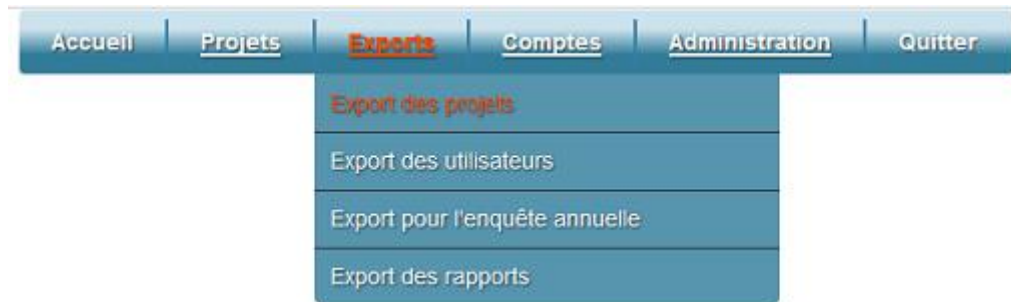 Accueil Projets Exports Comptes Administration Quitter
Export des projets
Export des utilisateurs
Export pour l'enquête annuelle
Export des rapports